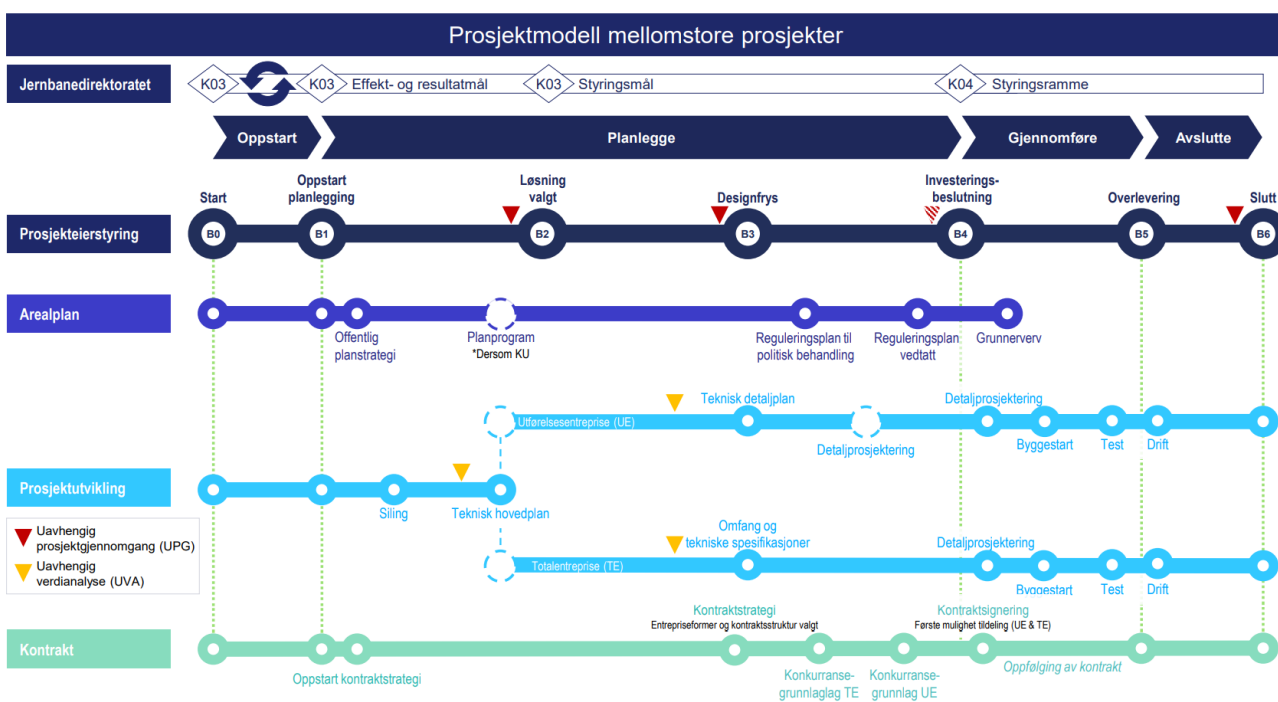 Prosjektmodell mellomstore prosjekter
Jernbanedirektoratet
K03
K03
Effekt- og resultatmål
K03
Styringsmål
K04
Styringsramme
Oppstart
Planlegge
Gjennomføre
Avslutte
Prosjekteierstyring
Start
Oppstart
planlegging
Løsning
valgt
Designfrys
Investerings-
beslutning
Overlevering
Slutt
B0
B1
B2
B3
B4
B5
B6
Arealplan
Offentlig
planstrategi
Planprogram
*Dersom KU
Reguleringsplan til
politisk behandling
Reguleringsplan
vedtatt
Grunnerverv
Utførelsesentreprise (UE)
Teknisk detaljplan
Detaljprosjektering
Detaljprosjektering
Byggestart
Test
Drift
Prosjektutvikling
Siling
Teknisk hovedplan
Uavhengig
prosjektgjennomgang (UPG)
Uavhengig
verdianalyse (UVA)
Totalentreprise (TE)
Omfang og
tekniske spesifikasjoner
Detaljprosjektering
Byggestart
Test
Drift
Kontrakt
Oppstart kontraktstrategi
Kontraktstrategi
Entrepriseformer og kontraktsstruktur valgt
Konkurranse-
grunnlaglag TE
Konkurranse-
grunnlag UE
Kontraktsignering
Første mulighet tildeling (UE & TE)
Oppfølging av kontrakt